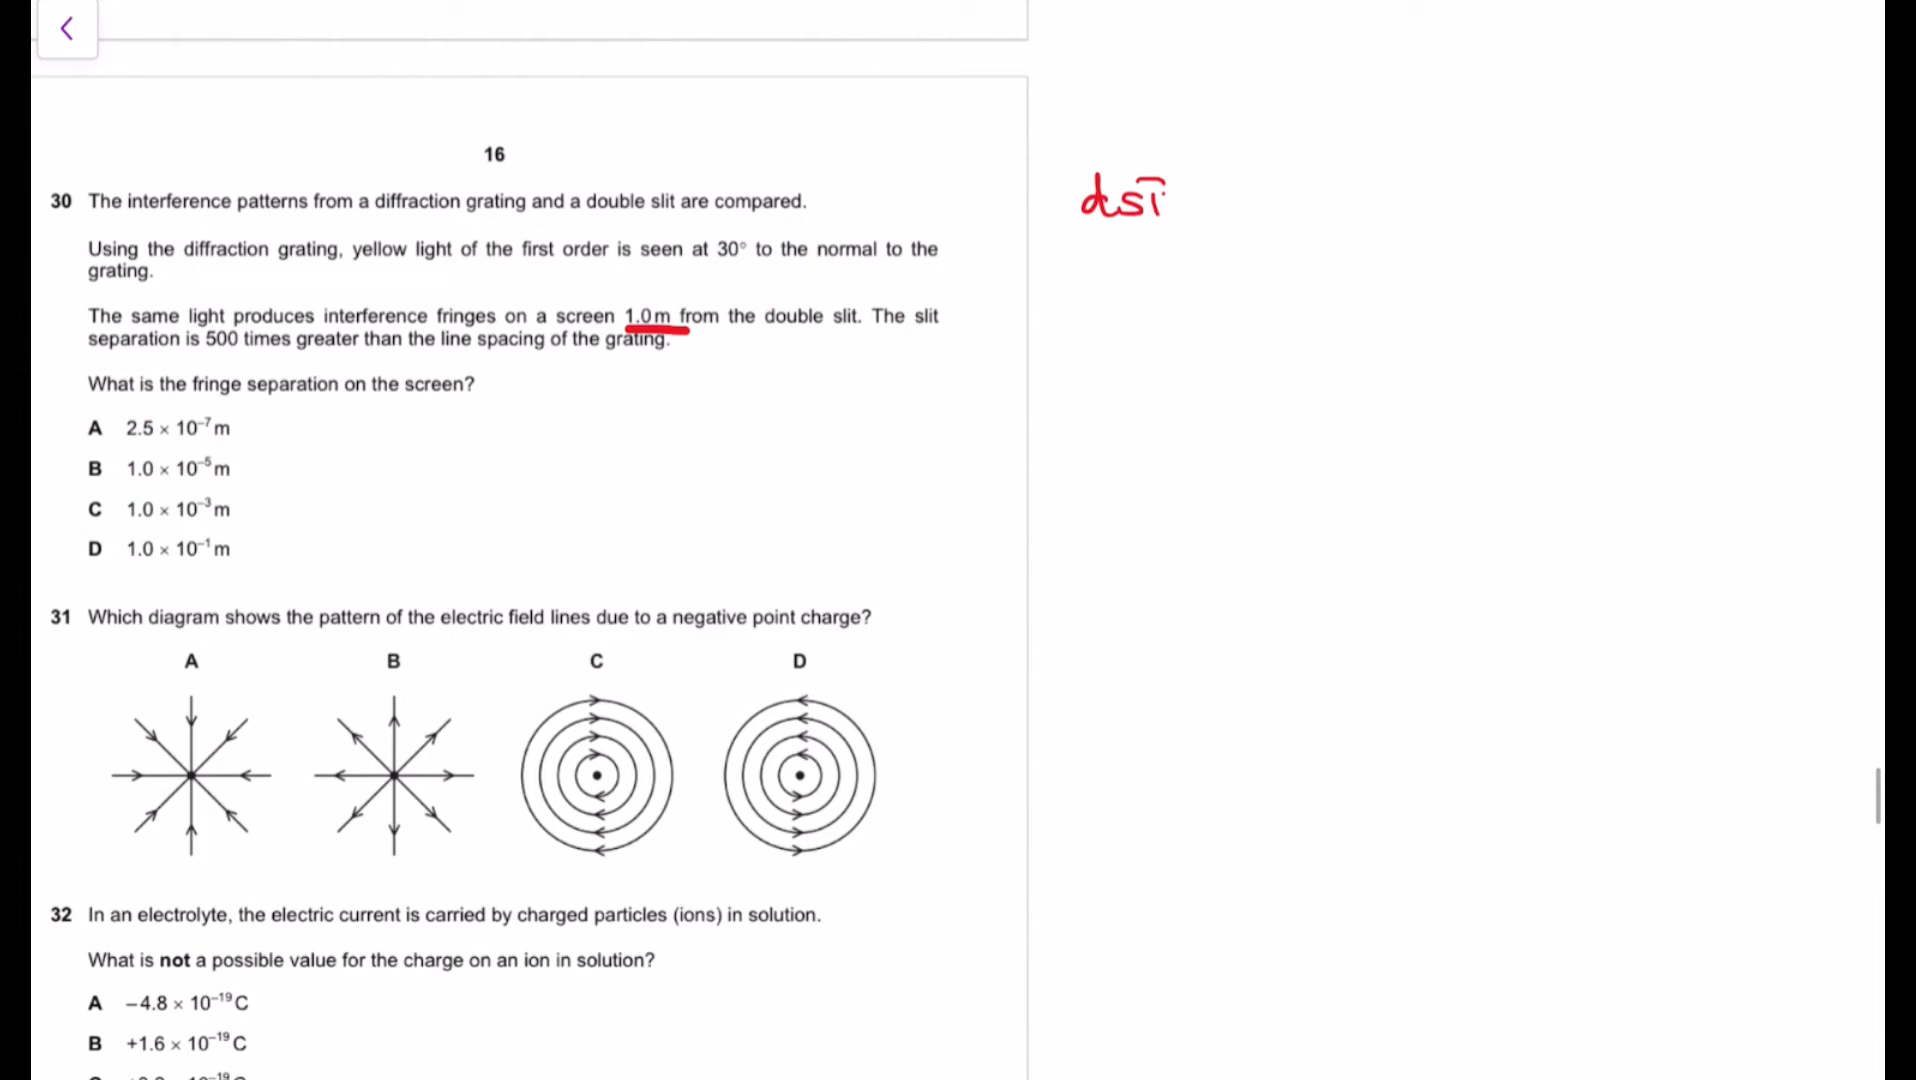 16
30 The interference patterns from a diffraction grating and a double slit are compared.
Using the diffraction grating, yellow light of the first order is seen at 30° to the normal to the
grating.
The same light produces interference fringes on a screen 1.0 m from the double slit. The slit
separation is 500 times greater than the line spacing of the grating.
What is the fringe separation on the screen?
A 2.5 × 10⁻⁷ m
B 1.0 × 10⁻⁵ m
C 1.0 × 10⁻³ m
D 1.0 × 10⁻¹ m
31 Which diagram shows the pattern of the electric field lines due to a negative point charge?
A B C D
32 In an electrolyte, the electric current is carried by charged particles (ions) in solution.
What is not a possible value for the charge on an ion in solution?
A −4.8 × 10⁻¹⁹ C
B +1.6 × 10⁻¹⁹ C
dsi